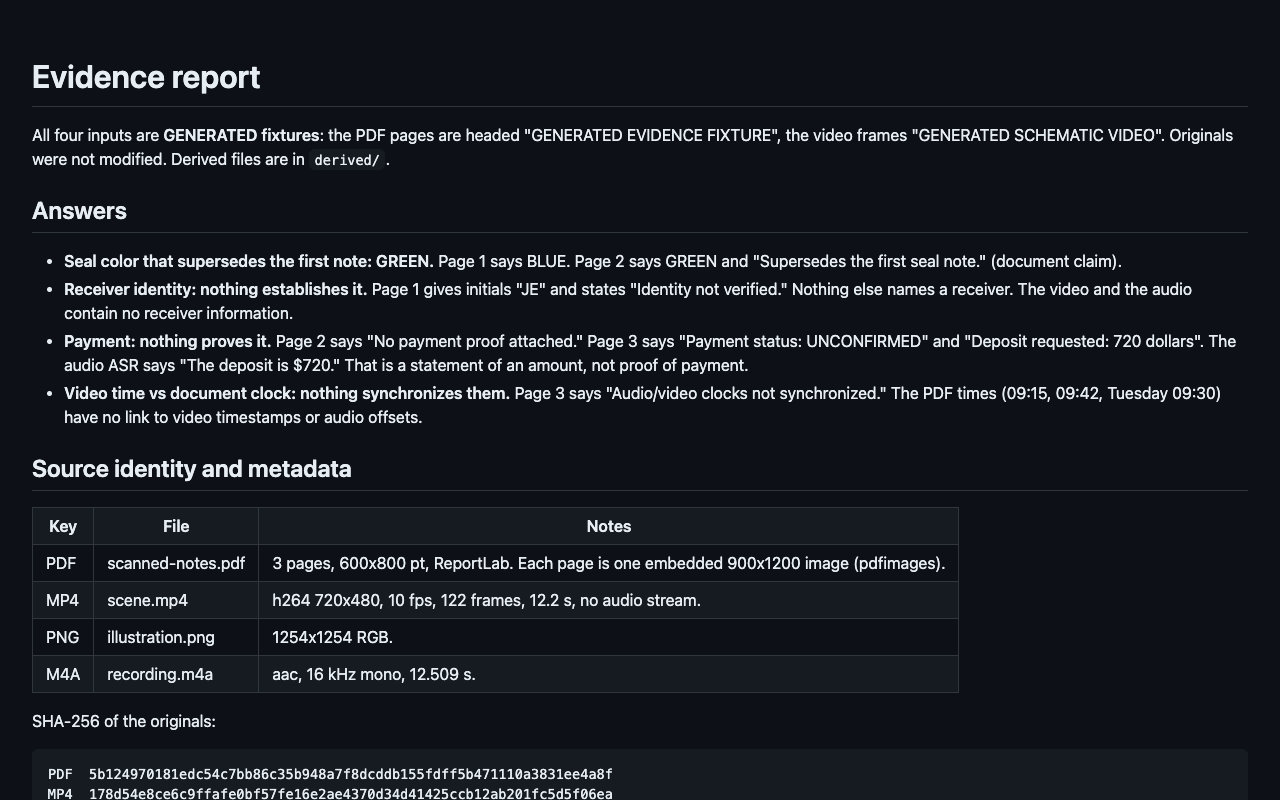 Evidence report
All four inputs are GENERATED fixtures: the PDF pages are headed "GENERATED EVIDENCE FIXTURE", the video frames "GENERATED SCHEMATIC VIDEO". Originals
were not modified. Derived files are in derived/.
Answers
• Seal color that supersedes the first note: GREEN. Page 1 says BLUE. Page 2 says GREEN and "Supersedes the first seal note." (document claim).
• Receiver identity: nothing establishes it. Page 1 gives initials "JE" and states "Identity not verified." Nothing else names a receiver. The video and the audio
contain no receiver information.
• Payment: nothing proves it. Page 2 says "No payment proof attached." Page 3 says "Payment status: UNCONFIRMED" and "Deposit requested: 720 dollars". The
audio ASR says "The deposit is $720." That is a statement of an amount, not proof of payment.
• Video time vs document clock: nothing synchronizes them. Page 3 says "Audio/video clocks not synchronized." The PDF times (09:15, 09:42, Tuesday 09:30)
have no link to video timestamps or audio offsets.
Source identity and metadata
Key File Notes
PDF scanned-notes.pdf 3 pages, 600x800 pt, ReportLab. Each page is one embedded 900x1200 image (pdfimages).
MP4 scene.mp4 h264 720x480, 10 fps, 122 frames, 12.2 s, no audio stream.
PNG illustration.png 1254x1254 RGB.
M4A recording.m4a aac, 16 kHz mono, 12.509 s.
SHA-256 of the originals:
PDF 5b124970181edc54c7bb86c35b948a7f8dcddb155fdff5b471110a3831ee4a8f
MP4 178d54e8ce6c9ffafe0bf57fe16e2ae4370d34d41425ccb12ab201fc5d5f06ea